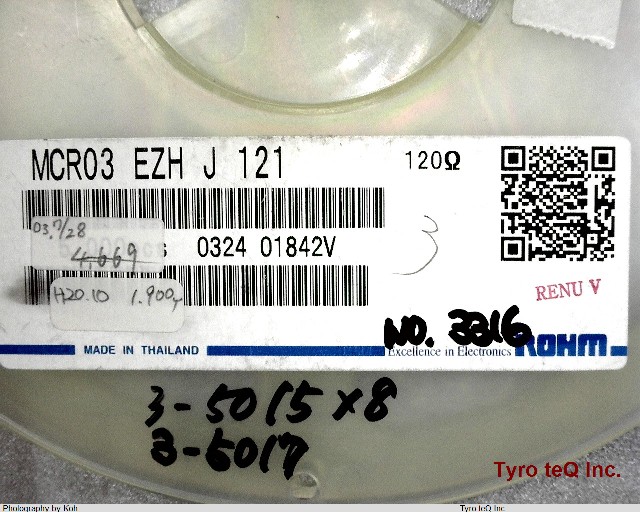 MCR03 EZH J 121
120Ω
03.7/28
4669
0324 01842V
3
H20.10 1.900
RENU V
NO. 3316
MADE IN THAILAND
Excellence in Electronics ROHM
3-5015×8
3-5017
Tyro teQ Inc.
Photography by Koh
Tyro teQ Inc